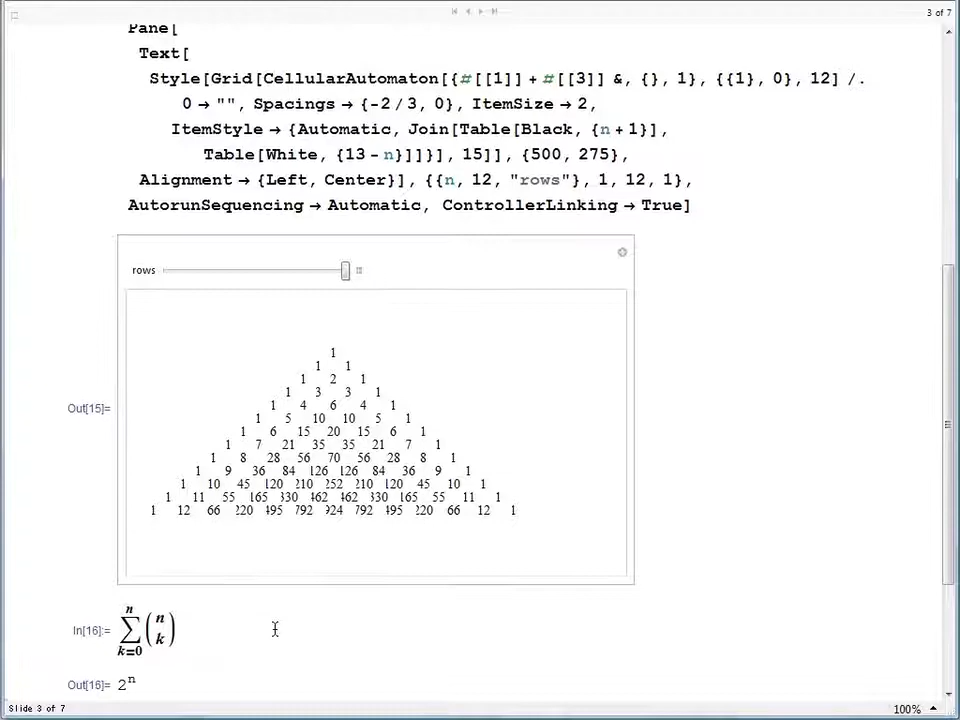 3 of 7
Pane[
Text[
Style[Grid[CellularAutomaton[{#[[1]] + #[[3]] &, {}, 1}, {{1}, 0}, 12] /.
0 → "", Spacings → {-2/3, 0}, ItemSize → 2,
ItemStyle → {Automatic, Join[Table[Black, {n + 1}],
Table[White, {13 - n}]]}], 15]], {500, 275},
Alignment → {Left, Center}], {{n, 12, "rows"}, 1, 12, 1},
AutorunSequencing → Automatic, ControllerLinking → True]
rows
1
1 1
1 2 1
1 3 3 1
1 4 6 4 1
1 5 10 10 5 1
1 6 15 20 15 6 1
1 7 21 35 35 21 7 1
1 8 28 56 70 56 28 8 1
1 9 36 84 126 126 84 36 9 1
1 10 45 120 210 252 210 120 45 10 1
1 11 55 165 330 462 462 330 165 55 11 1
1 12 66 220 495 792 924 792 495 220 66 12 1
Out[15]=
n
In[16]:= ∑ (n k)
k=0
Out[16]= 2^n
Slide 3 of 7
100%